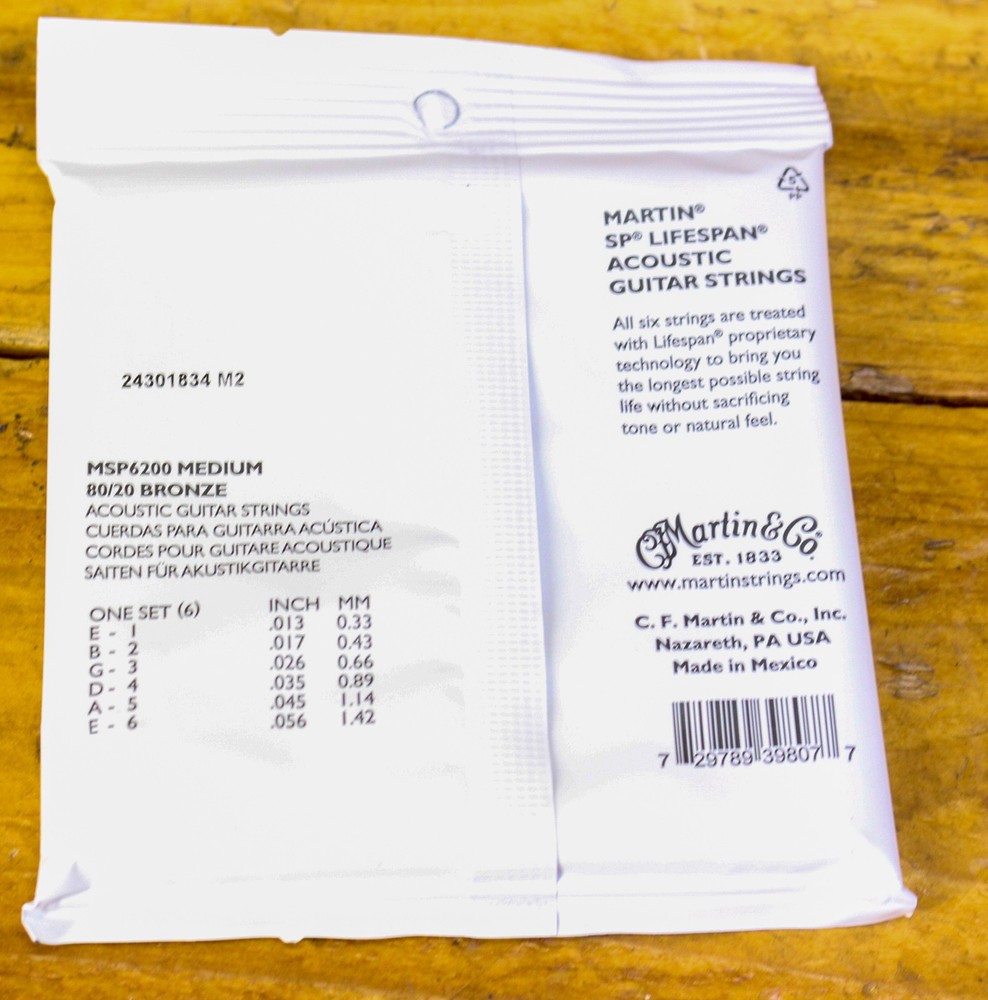 24301834 M2
MSP6200 MEDIUM
80/20 BRONZE
ACOUSTIC GUITAR STRINGS
CUERDAS PARA GUITARRA ACÚSTICA
CORDES POUR GUITARE ACOUSTIQUE
SAITEN FÜR AKUSTIKGITARRE
ONE SET (6) INCH MM
E - 1 .013 0.33
B - 2 .017 0.43
G - 3 .026 0.66
D - 4 .035 0.89
A - 5 .045 1.14
E - 6 .056 1.42
MARTIN®
SP® LIFESPAN®
ACOUSTIC
GUITAR STRINGS
All six strings are treated
with Lifespan® proprietary
technology to bring you
the longest possible string
life without sacrificing
tone or natural feel.
CF Martin & Co.®
EST. 1833
www.martinstrings.com
C. F. Martin & Co., Inc.
Nazareth, PA USA
Made in Mexico
7 29789 39807 7